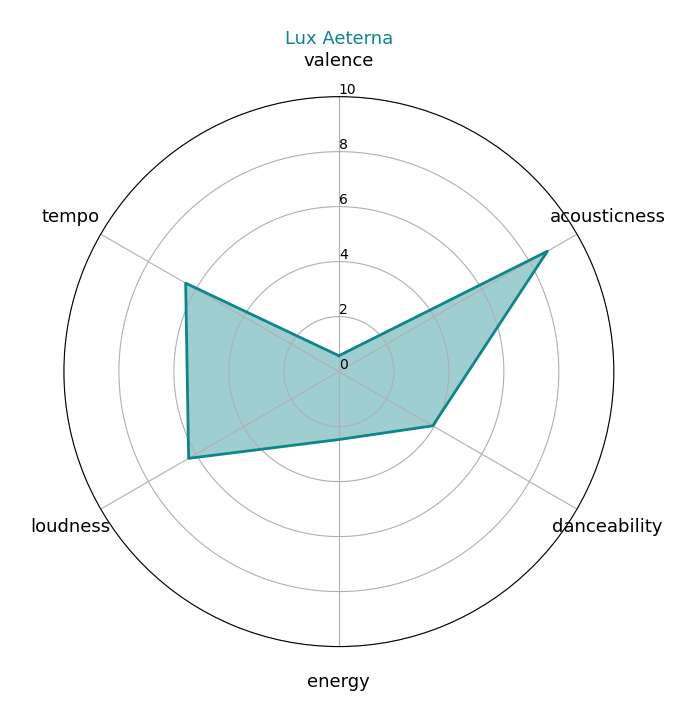 Lux Aeterna
valence
10
8
6
4
2
0
tempo
acousticness
loudness
danceability
energy